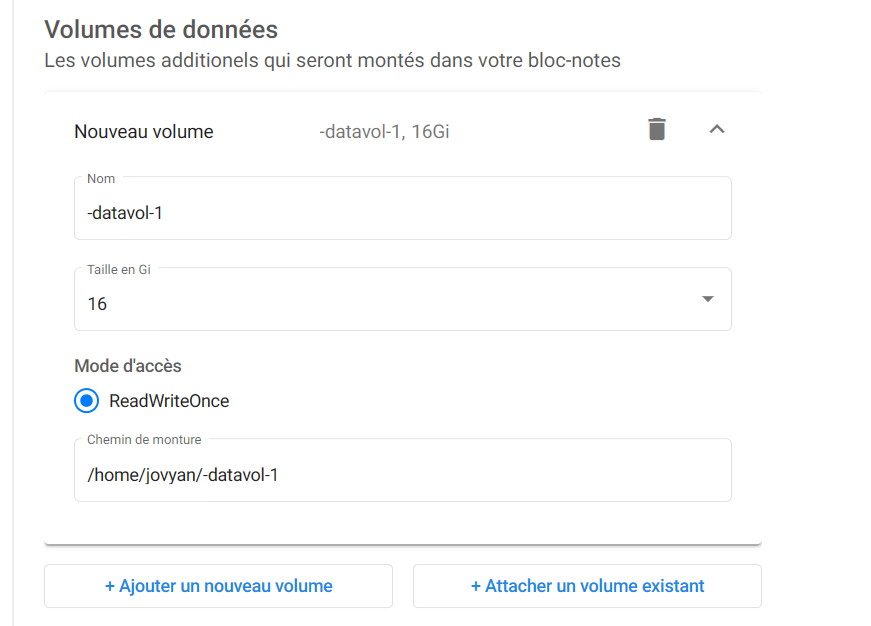 Volumes de données
Les volumes additionels qui seront montés dans votre bloc-notes
Nouveau volume -datavol-1, 16Gi
Nom
-datavol-1
Taille en Gi
16
Mode d'accès
ReadWriteOnce
Chemin de monture
/home/jovyan/-datavol-1
+ Ajouter un nouveau volume + Attacher un volume existant